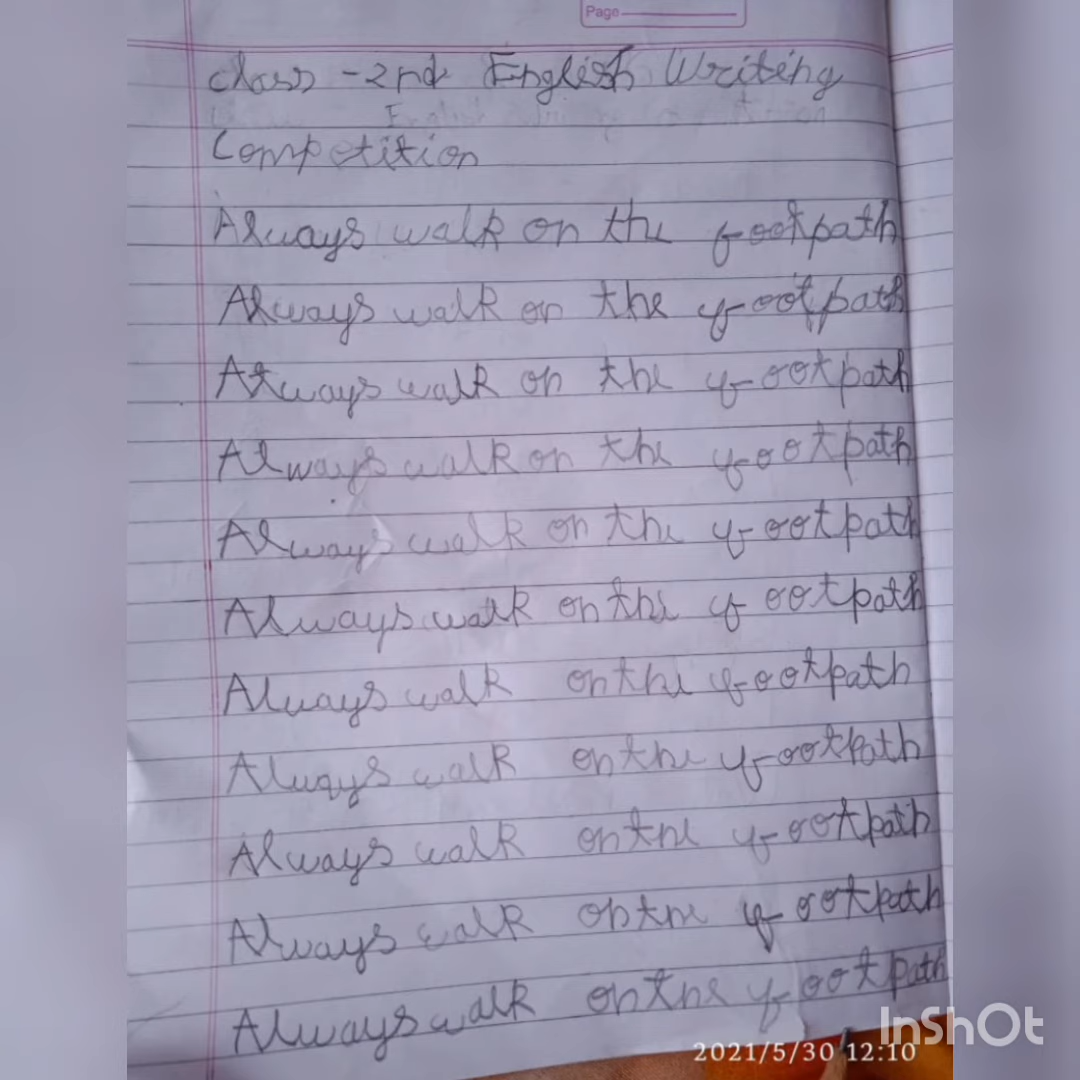 Page
Class - 2nd English Writing
Competition
Always walk on the footpath
Always walk on the footpath
Always walk on the footpath
Always walk on the footpath
Always walk on the footpath
Always walk on the footpath
Always walk on the footpath
Always walk on the footpath
Always walk on the footpath
Always walk on the footpath
Always walk on the footpath
InShOt
2021/5/30 12:10